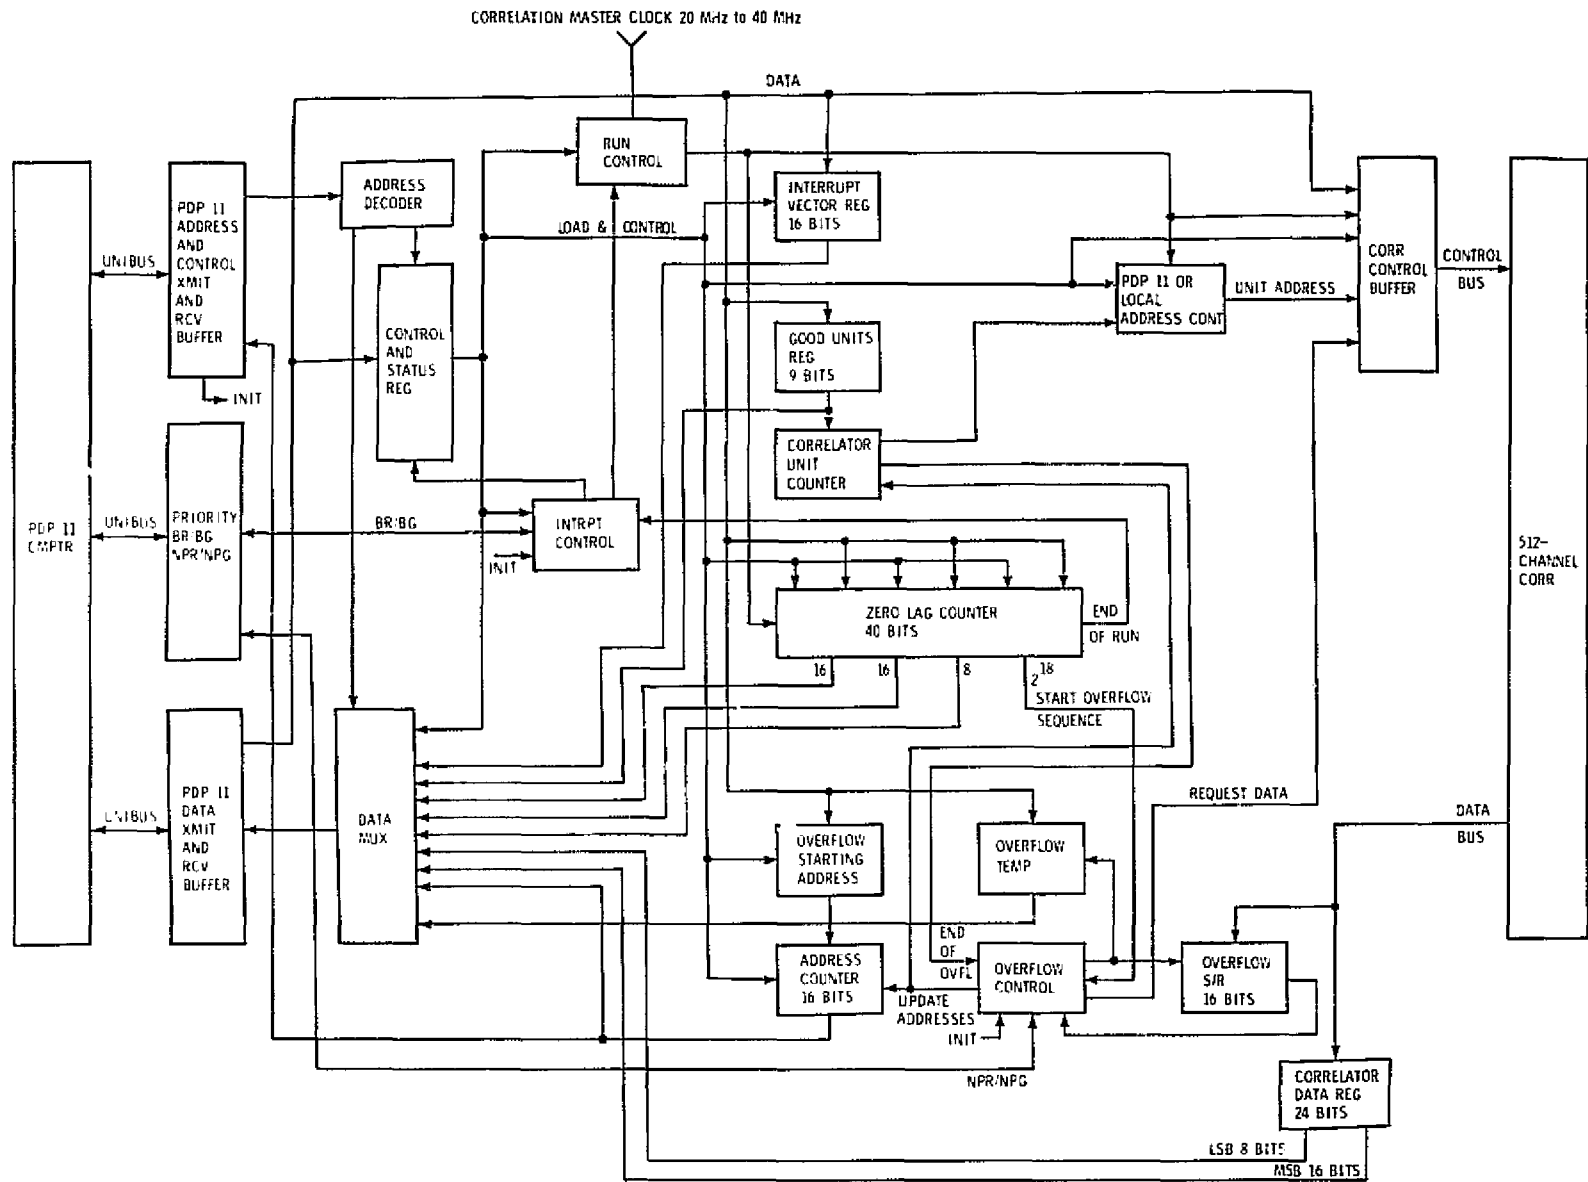 CORRELATION MASTER CLOCK 20 MHz to 40 MHz
DATA
RUN
CONTROL
ADDRESS
DECODER
INTERRUPT
VECTOR REG
16 BITS
PDP 11
ADDRESS
AND
CONTROL
XMIT
AND
RCV
BUFFER
UNIBUS
LOAD & CONTROL
CORR
CONTROL
BUFFER
CONTROL
BUS
PDP 11 OR
LOCAL
ADDRESS CONT
UNIT ADDRESS
CONTROL
AND
STATUS
REG
GOOD UNITS
REG
9 BITS
INIT
CORRELATOR
UNIT
COUNTER
PDP 11
CMPTR
UNIBUS
PRIORITY
BR/BG
NPR/NPG
BR/BG
INTRPT
CONTROL
INIT
512-
CHANNEL
CORR
ZERO LAG COUNTER
40 BITS
END
OF RUN
16
16
8
2 18
START OVERFLOW
SEQUENCE
UNIBUS
PDP 11
DATA
XMIT
AND
RCV
BUFFER
DATA
MUX
REQUEST DATA
DATA
BUS
OVERFLOW
STARTING
ADDRESS
OVERFLOW
TEMP
END
OF
OVFL
ADDRESS
COUNTER
16 BITS
UPDATE
ADDRESSES
OVERFLOW
CONTROL
OVERFLOW
S/R
16 BITS
INIT
NPR/NPG
CORRELATOR
DATA REG
24 BITS
LSB 8 BITS
MSB 16 BITS